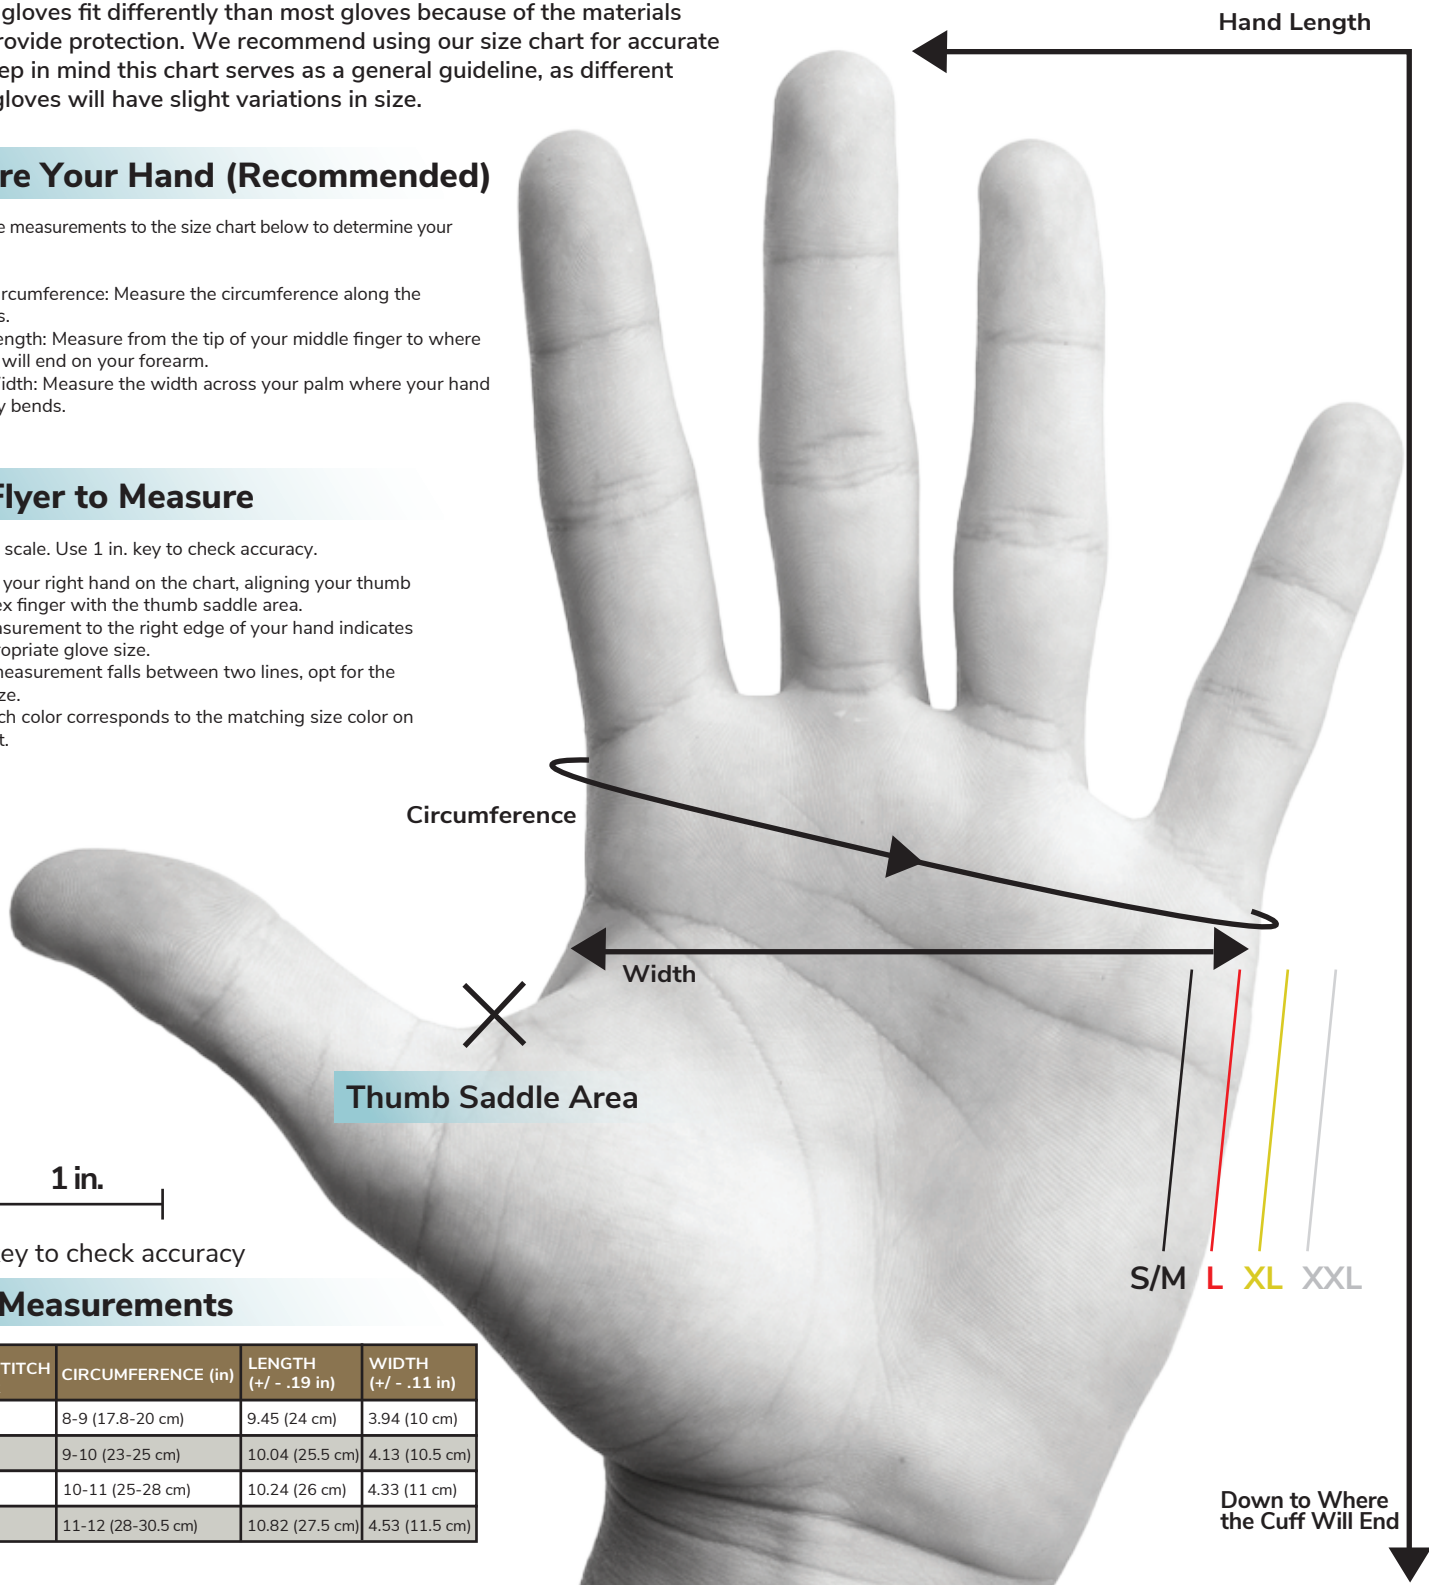 gloves fit differently than most gloves because of the materials
rovide protection. We recommend using our size chart for accurate
ep in mind this chart serves as a general guideline, as different
gloves will have slight variations in size.
Hand Length
re Your Hand (Recommended)
e measurements to the size chart below to determine your
rcumference: Measure the circumference along the
s.
ength: Measure from the tip of your middle finger to where
will end on your forearm.
idth: Measure the width across your palm where your hand
y bends.
Flyer to Measure
scale. Use 1 in. key to check accuracy.
your right hand on the chart, aligning your thumb
ex finger with the thumb saddle area.
asurement to the right edge of your hand indicates
ropriate glove size.
measurement falls between two lines, opt for the
ze.
ch color corresponds to the matching size color on
t.
Circumference
Width
Thumb Saddle Area
S/M L XL XXL
1 in.
ey to check accuracy
Measurements
TITCH CIRCUMFERENCE (in) LENGTH (+/ - .19 in) WIDTH (+/ - .11 in)
8-9 (17.8-20 cm) 9.45 (24 cm) 3.94 (10 cm)
9-10 (23-25 cm) 10.04 (25.5 cm) 4.13 (10.5 cm)
10-11 (25-28 cm) 10.24 (26 cm) 4.33 (11 cm)
11-12 (28-30.5 cm) 10.82 (27.5 cm) 4.53 (11.5 cm)
Down to Where
the Cuff Will End